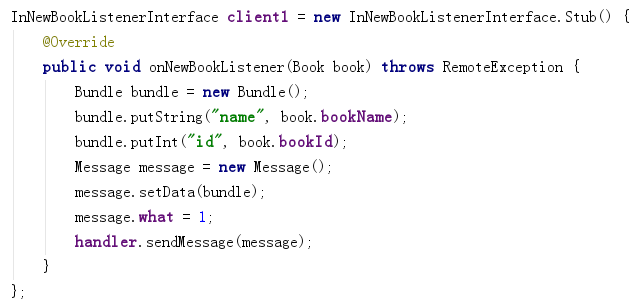 InNewBookListenerInterface client1 = new InNewBookListenerInterface.Stub() {
    @Override
    public void onNewBookListener(Book book) throws RemoteException {
        Bundle bundle = new Bundle();
        bundle.putString("name", book.bookName);
        bundle.putInt("id", book.bookId);
        Message message = new Message();
        message.setData(bundle);
        message.what = 1;
        handler.sendMessage(message);
    }
};